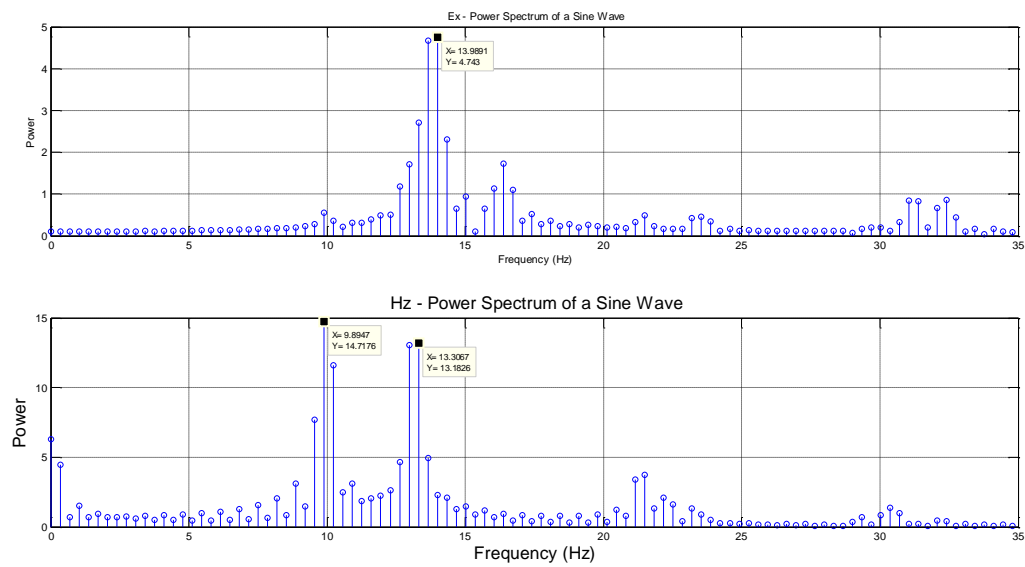 Ex - Power Spectrum of a Sine Wave
5
4
3
2
1
0
Power
X= 13.9891
Y= 4.743
0 5 10 15 20 25 30 35
Frequency (Hz)
Hz - Power Spectrum of a Sine Wave
15
10
5
0
Power
X= 9.8947
Y= 14.7176
X= 13.3067
Y= 13.1826
0 5 10 15 20 25 30 35
Frequency (Hz)